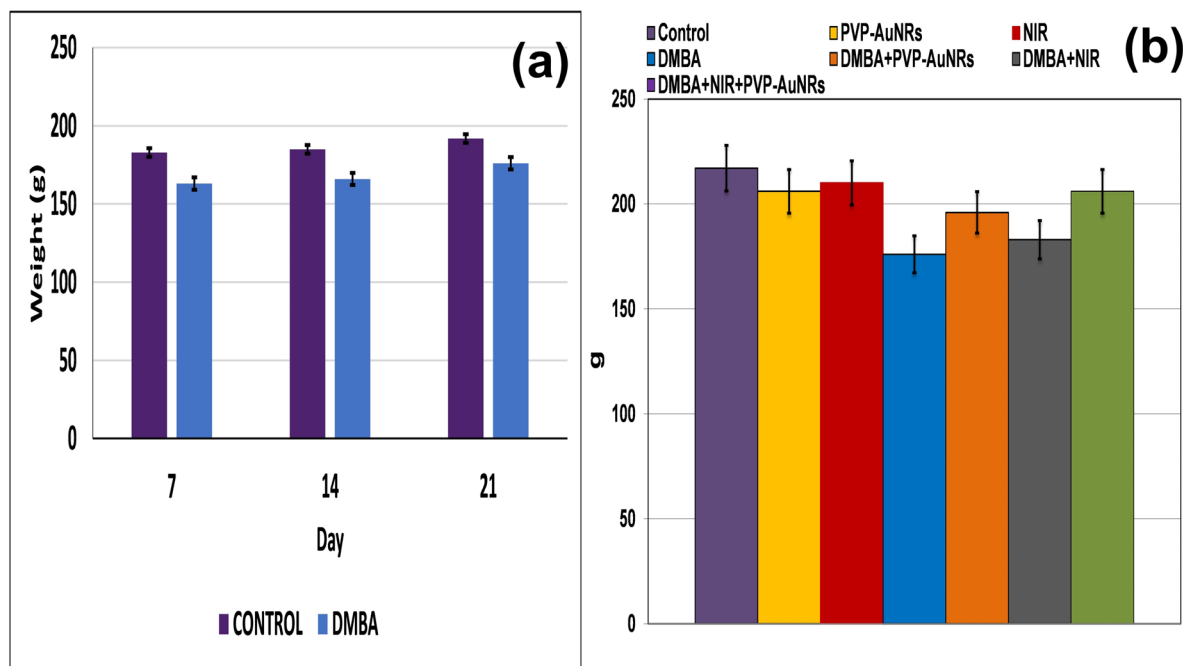 (a)
250
200
150
100
50
0
Weight (g)
7 14 21
Day
CONTROL DMBA
(b)
Control PVP-AuNRs NIR
DMBA DMBA+PVP-AuNRs DMBA+NIR
DMBA+NIR+PVP-AuNRs
250
200
150
100
50
0
g